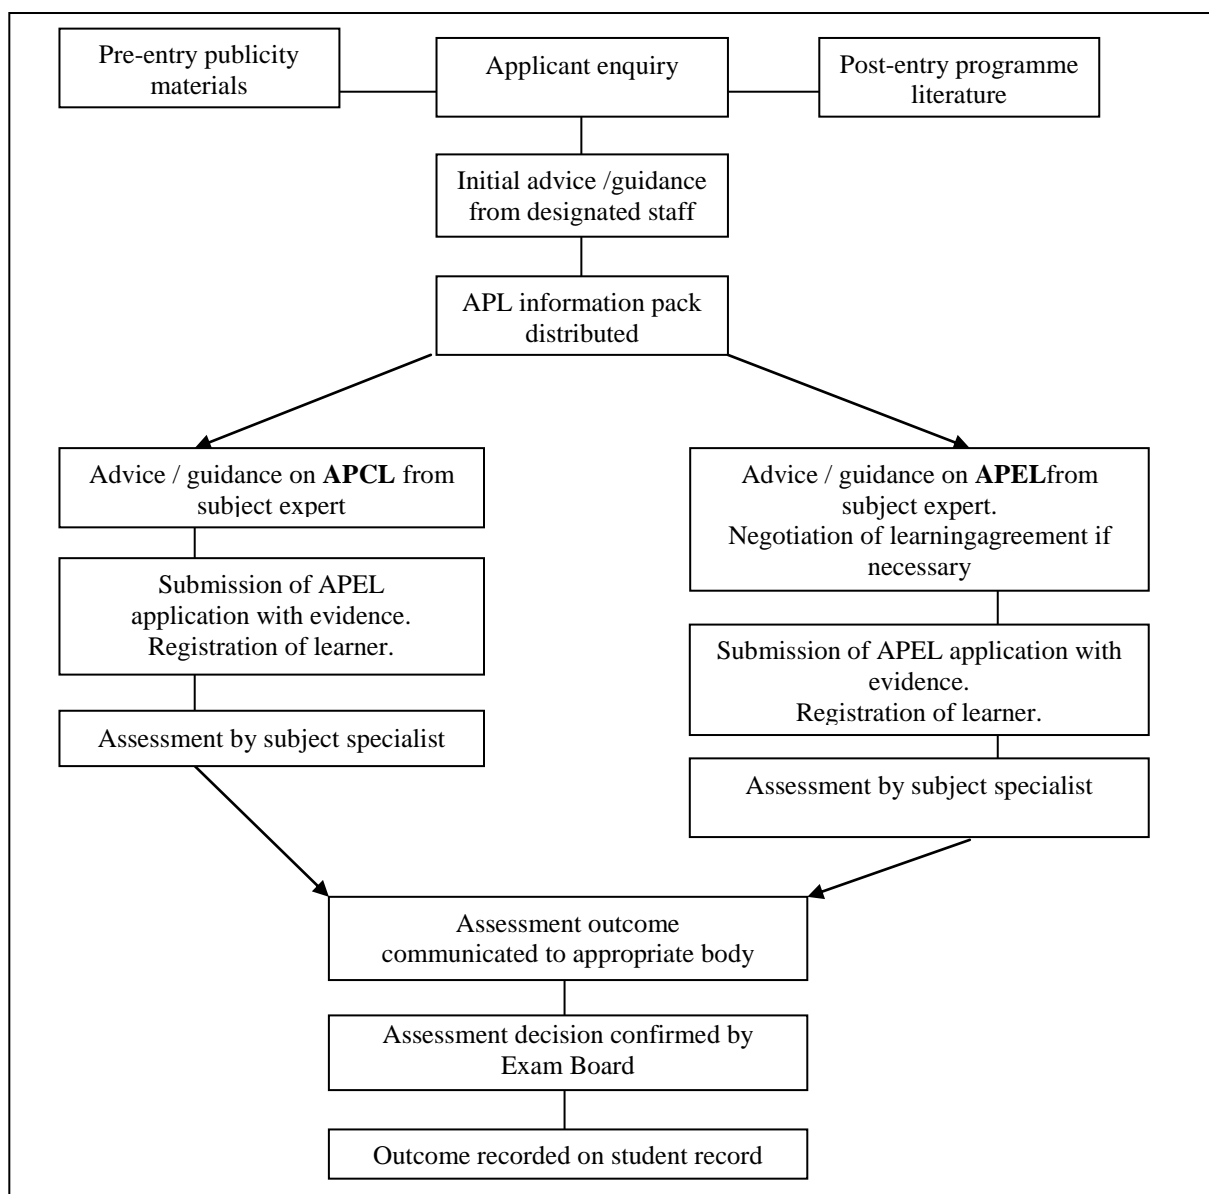 Pre-entry publicity
materials
Applicant enquiry
Post-entry programme
literature
Initial advice /guidance
from designated staff
APL information pack
distributed
Advice / guidance on APCL from
subject expert
Submission of APEL
application with evidence.
Registration of learner.
Assessment by subject specialist
Advice / guidance on APELfrom
subject expert.
Negotiation of learningagreement if
necessary
Submission of APEL application with
evidence.
Registration of learner.
Assessment by subject specialist
Assessment outcome
communicated to appropriate body
Assessment decision confirmed by
Exam Board
Outcome recorded on student record